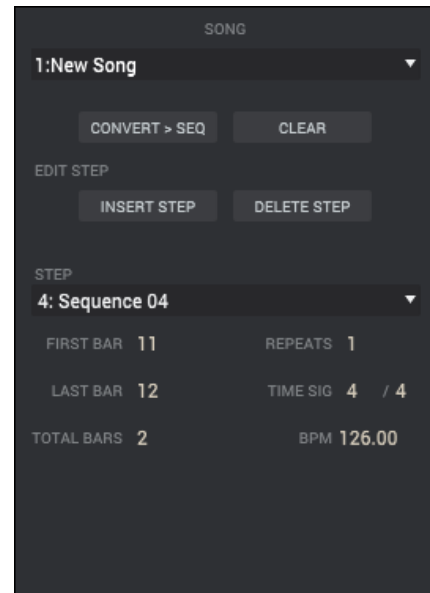 SONG
1:New Song
CONVERT > SEQ CLEAR
EDIT STEP
INSERT STEP DELETE STEP
STEP
4: Sequence 04
FIRST BAR 11 REPEATS 1
LAST BAR 12 TIME SIG 4 / 4
TOTAL BARS 2 BPM 126.00